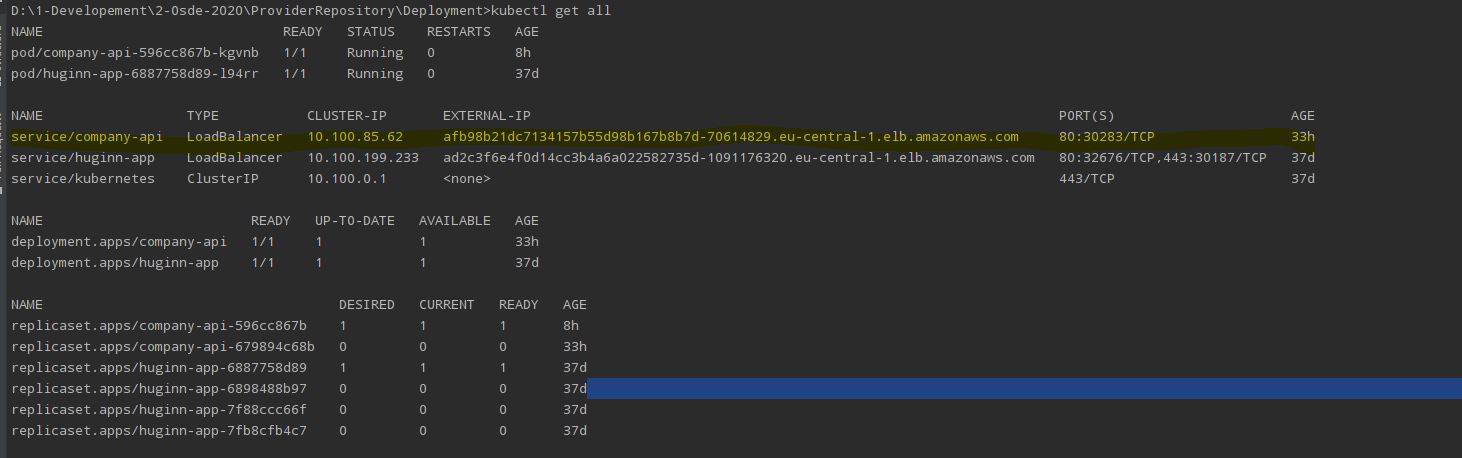 D:\1-Developement\2-Osde-2020\ProviderRepository\Deployment>kubectl get all
NAME READY STATUS RESTARTS AGE
pod/company-api-596cc867b-kgvnb 1/1 Running 0 8h
pod/huginn-app-6887758d89-l94rr 1/1 Running 0 37d
NAME TYPE CLUSTER-IP EXTERNAL-IP PORT(S) AGE
service/company-api LoadBalancer 10.100.85.62 afb98b21dc7134157b55d98b167b8b7d-70614829.eu-central-1.elb.amazonaws.com 80:30283/TCP 33h
service/huginn-app LoadBalancer 10.100.199.233 ad2c3f6e4f0d14cc3b4a6a022582735d-1091176320.eu-central-1.elb.amazonaws.com 80:32676/TCP,443:30187/TCP 37d
service/kubernetes ClusterIP 10.100.0.1 <none> 443/TCP 37d
NAME READY UP-TO-DATE AVAILABLE AGE
deployment.apps/company-api 1/1 1 1 33h
deployment.apps/huginn-app 1/1 1 1 37d
NAME DESIRED CURRENT READY AGE
replicaset.apps/company-api-596cc867b 1 1 1 8h
replicaset.apps/company-api-679894c68b 0 0 0 33h
replicaset.apps/huginn-app-6887758d89 1 1 1 37d
replicaset.apps/huginn-app-6898488b97 0 0 0 37d
replicaset.apps/huginn-app-7f88ccc66f 0 0 0 37d
replicaset.apps/huginn-app-7fb8cfb4c7 0 0 0 37d